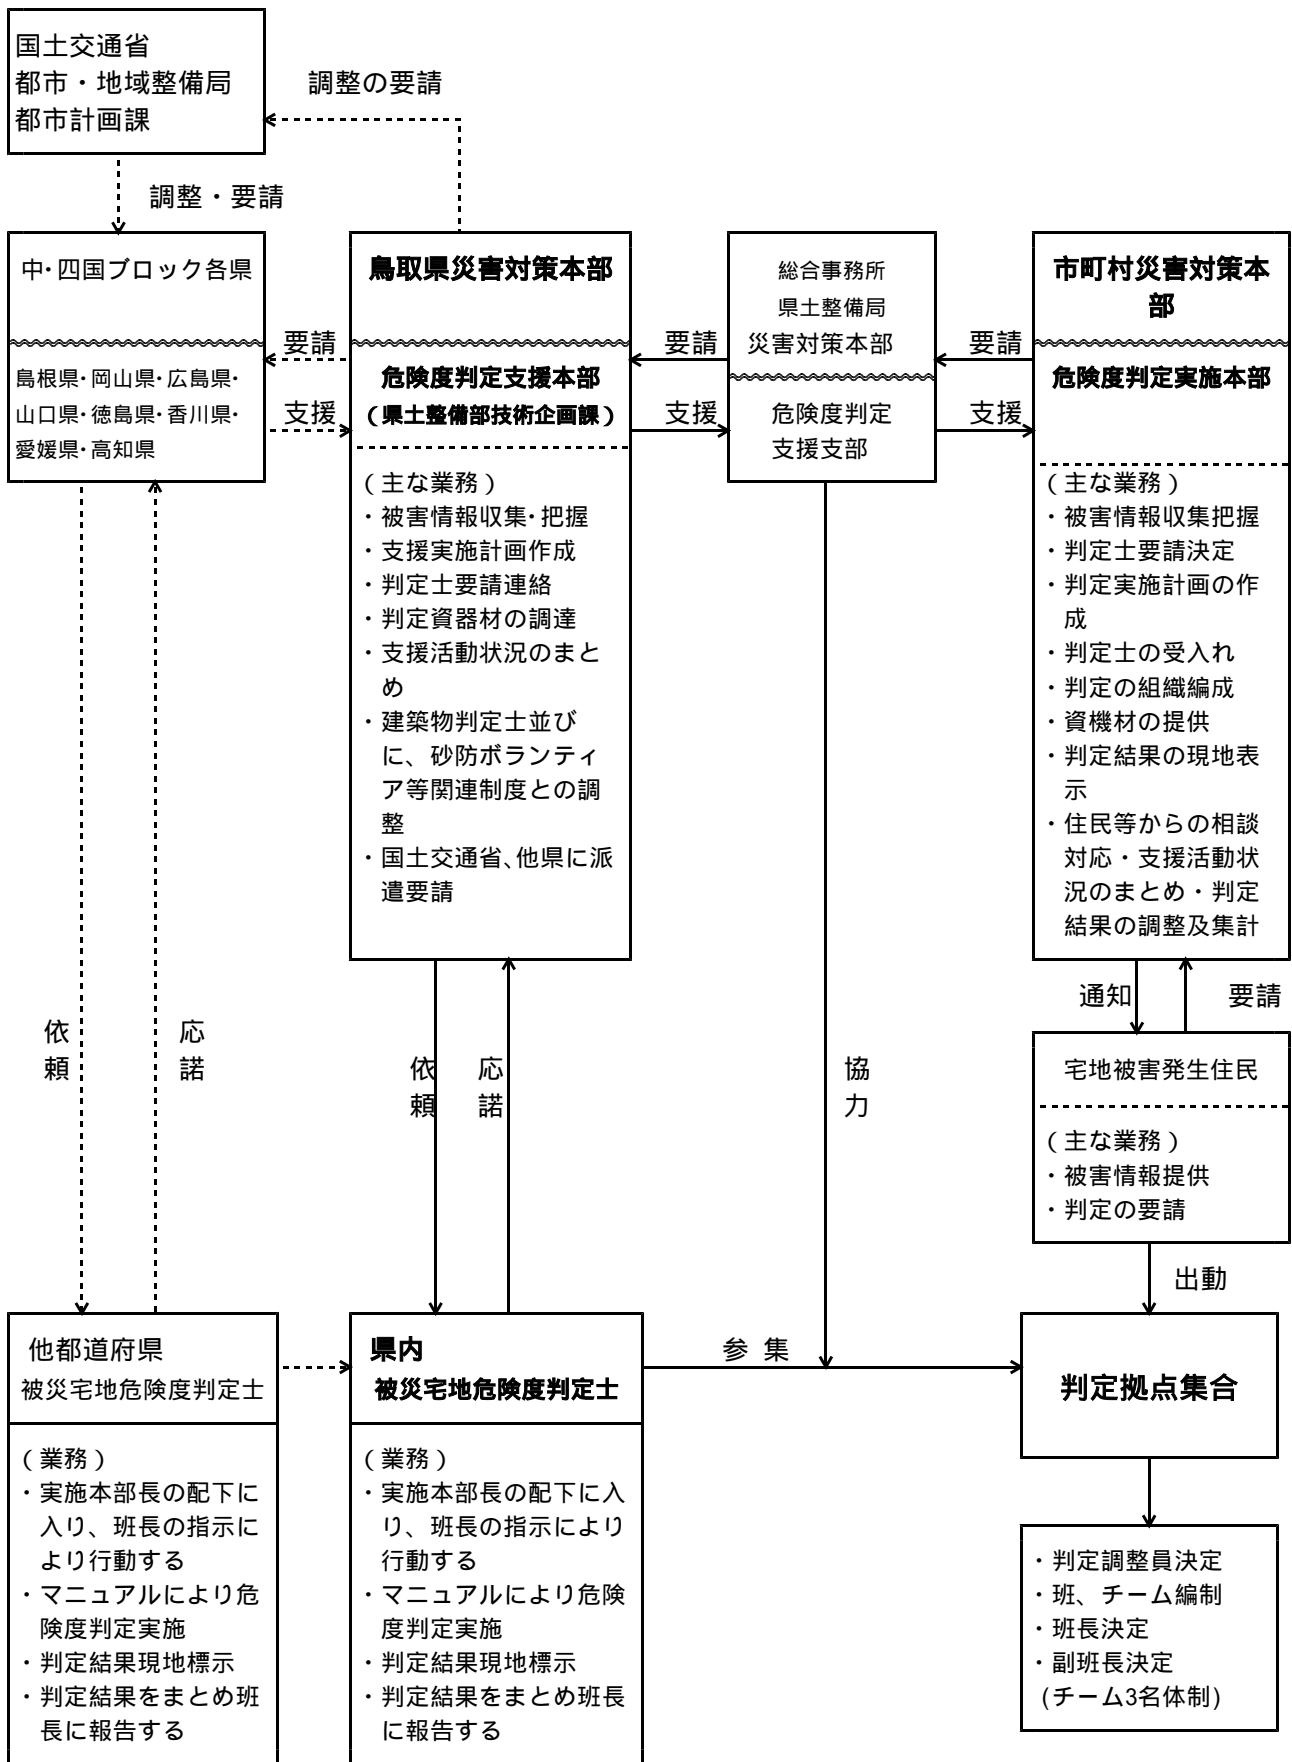 国土交通省
都市・地域整備局
都市計画課
調整の要請
調整・要請
中・四国ブロック各県
島根県・岡山県・広島県・
山口県・徳島県・香川県・
愛媛県・高知県
要請
支援
鳥取県災害対策本部
危険度判定支援本部
（県土整備部技術企画課）
（主な業務）
・被害情報収集・把握
・支援実施計画作成
・判定士要請連絡
・判定資器材の調達
・支援活動状況のまと
め
・建築物判定士並び
に、砂防ボランティ
ア等関連制度との調
整
・国土交通省、他県に派
遣要請
要請
支援
総合事務所
県土整備局
災害対策本部
危険度判定
支援支部
要請
支援
市町村災害対策本
部
危険度判定実施本部
（主な業務）
・被害情報収集把握
・判定士要請決定
・判定実施計画の作
成
・判定士の受入れ
・判定の組織編成
・資機材の提供
・判定結果の現地表
示
・住民等からの相談
対応・支援活動状
況のまとめ・判定
結果の調整及集計
通知
要請
宅地被害発生住民
（主な業務）
・被害情報提供
・判定の要請
出動
依頼
応諾
依頼
応諾
協力
他都道府県
被災宅地危険度判定士
（業務）
・実施本部長の配下に
入り、班長の指示に
より行動する
・マニュアルにより危
険度判定実施
・判定結果現地標示
・判定結果をまとめ班
長に報告する
県内
被災宅地危険度判定士
（業務）
・実施本部長の配下に入
り、班長の指示により
行動する
・マニュアルにより危険
度判定実施
・判定結果現地標示
・判定結果をまとめ班長
に報告する
参 集
判定拠点集合
・判定調整員決定
・班、チーム編制
・班長決定
・副班長決定
(チーム3名体制)